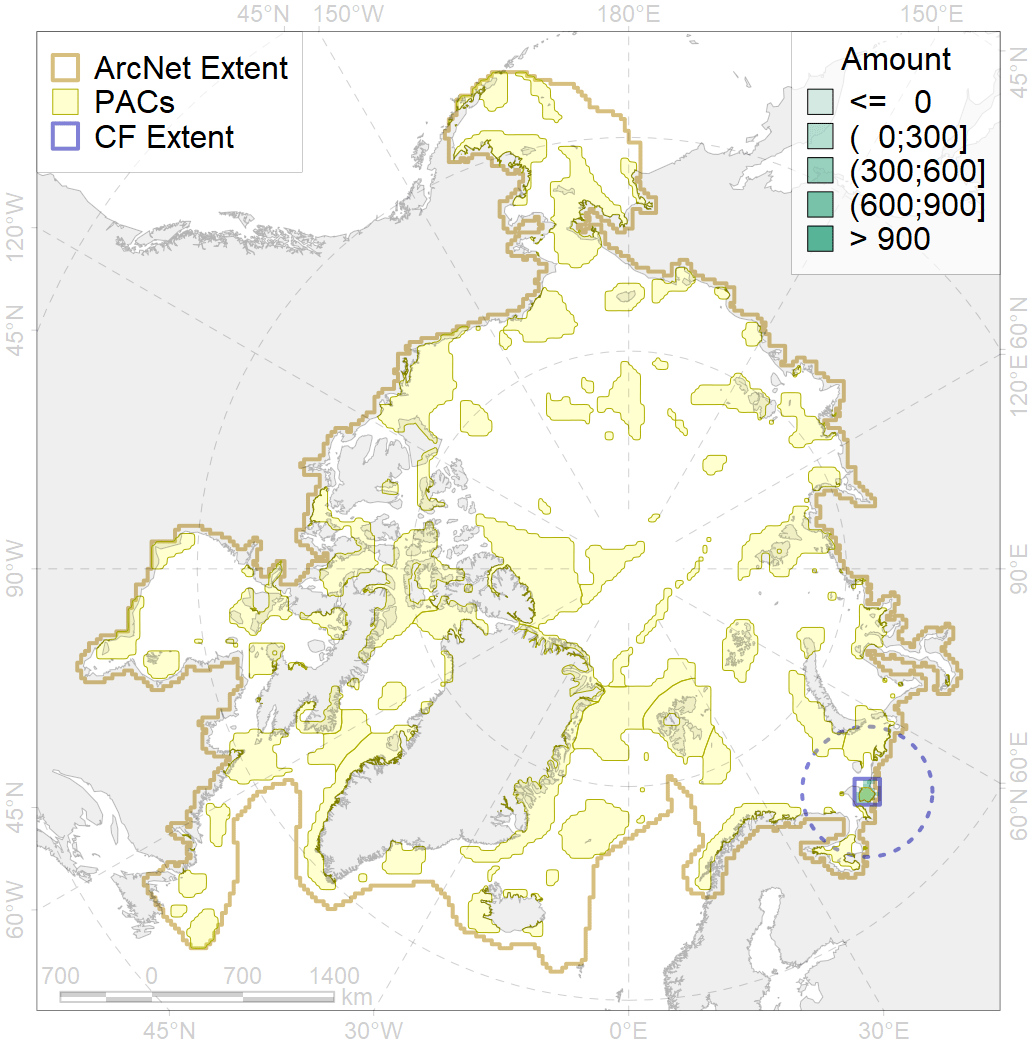 45°N 150°W 180°E 150°E
ArcNet Extent
PACs
CF Extent
Amount
<= 0
( 0;300]
(300;600]
(600;900]
> 900
45°N
120°W
60°N
45°N
120°E
90°W
90°E
60°E
45°N
60°N
60°W
700 0 700 1400
km
45°N 30°W 0°E 30°E